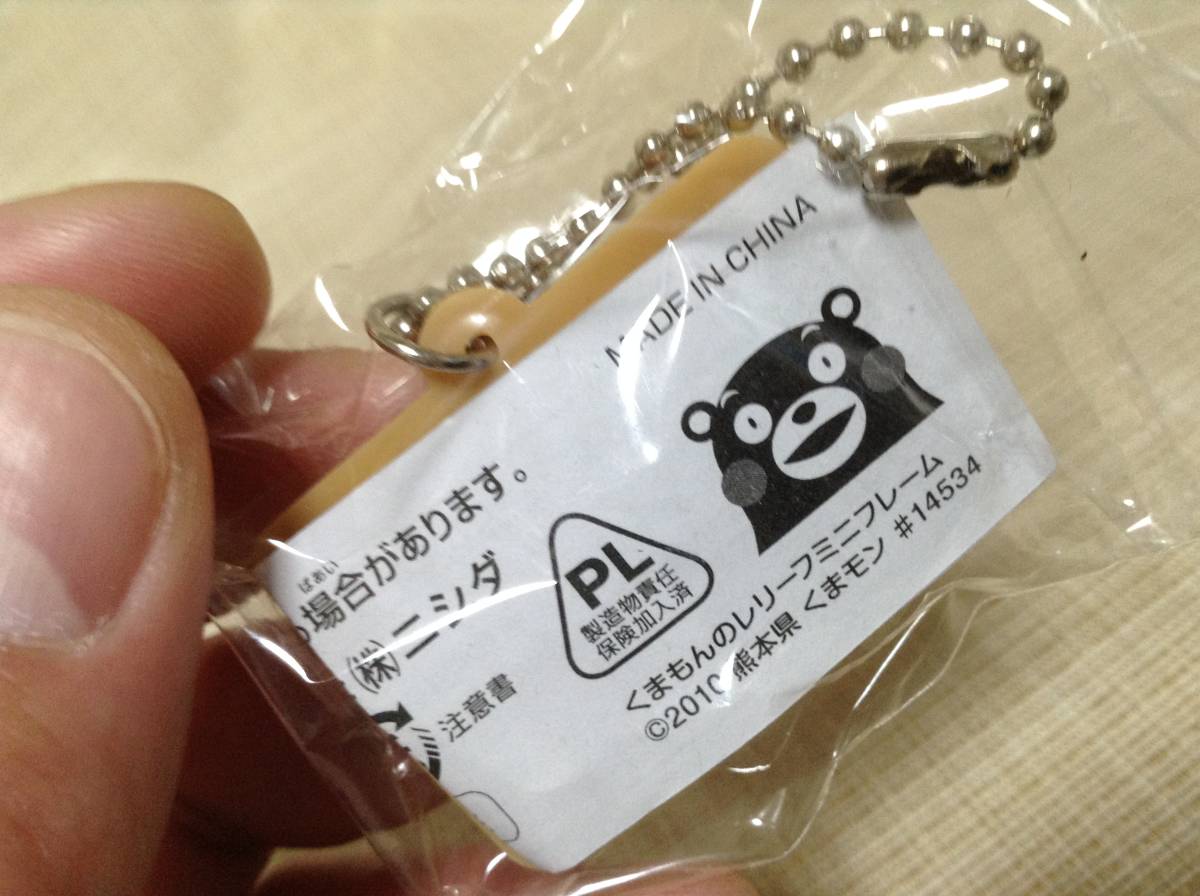 MADE IN CHINA
場合があります。
ばあい
㈱ニシダ
注意書
PL
製造物責任
保険加入済
くまもんのレリーフミニフレーム
©2010 熊本県 くまモン #14534